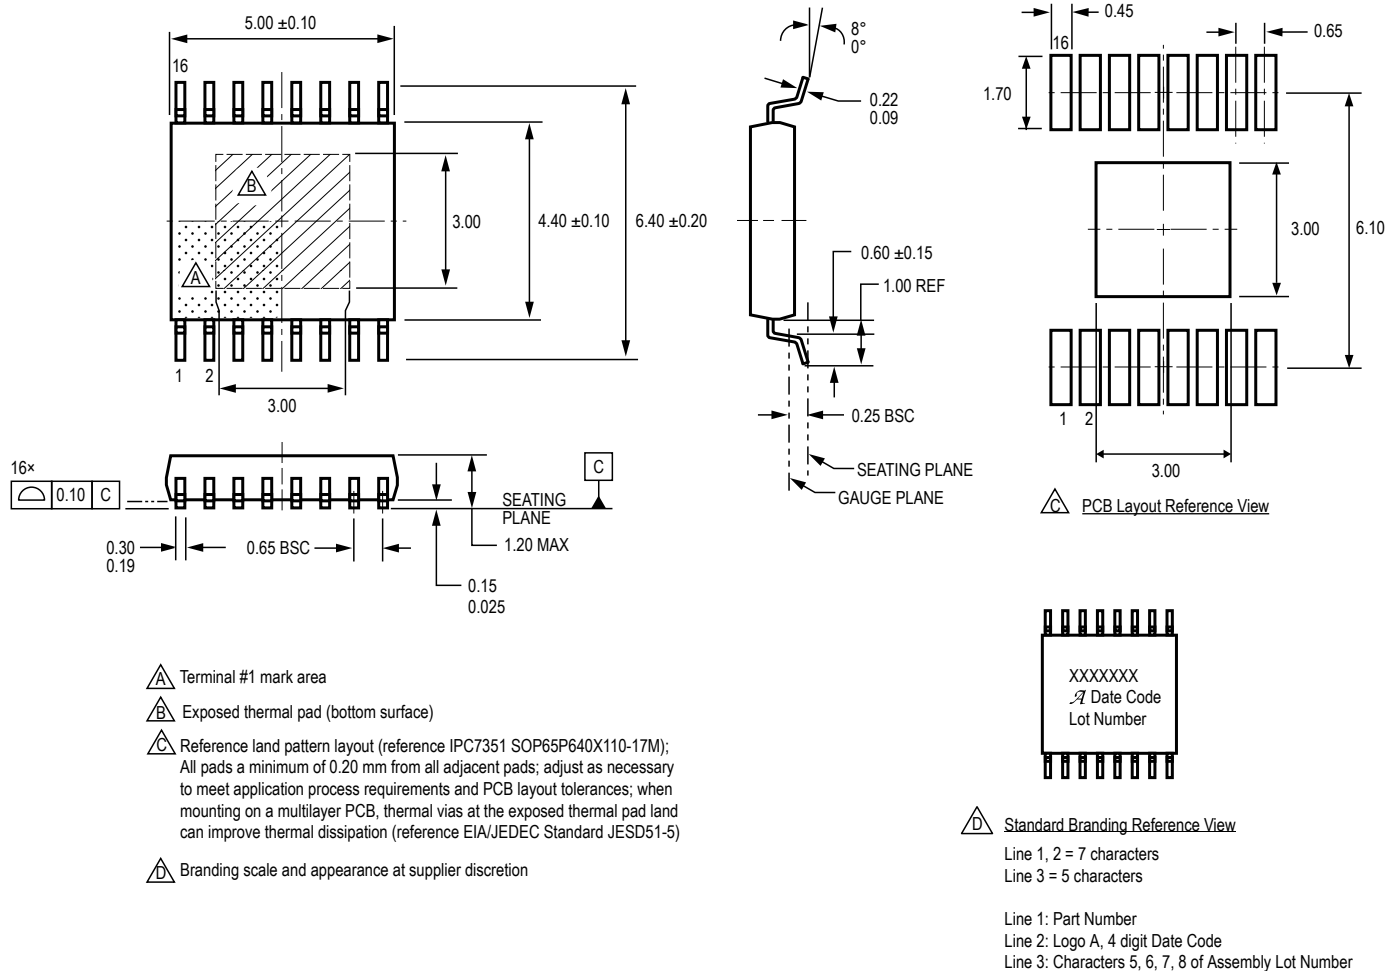 5.00 ±0.10
16
B
A
3.00
4.40 ±0.10
6.40 ±0.20
1
2
3.00
8°
0°
0.22
0.09
0.60 ±0.15
1.00 REF
0.25 BSC
SEATING PLANE
GAUGE PLANE
0.45
16
0.65
1.70
3.00
6.10
1
2
3.00
C PCB Layout Reference View
16×
0.10 C
C
SEATING
PLANE
0.30
0.19
0.65 BSC
1.20 MAX
0.15
0.025
A Terminal #1 mark area
B Exposed thermal pad (bottom surface)
C Reference land pattern layout (reference IPC7351 SOP65P640X110-17M);
All pads a minimum of 0.20 mm from all adjacent pads; adjust as necessary
to meet application process requirements and PCB layout tolerances; when
mounting on a multilayer PCB, thermal vias at the exposed thermal pad land
can improve thermal dissipation (reference EIA/JEDEC Standard JESD51-5)
D Branding scale and appearance at supplier discretion
XXXXXXX
A Date Code
Lot Number
D Standard Branding Reference View
Line 1, 2 = 7 characters
Line 3 = 5 characters
Line 1: Part Number
Line 2: Logo A, 4 digit Date Code
Line 3: Characters 5, 6, 7, 8 of Assembly Lot Number